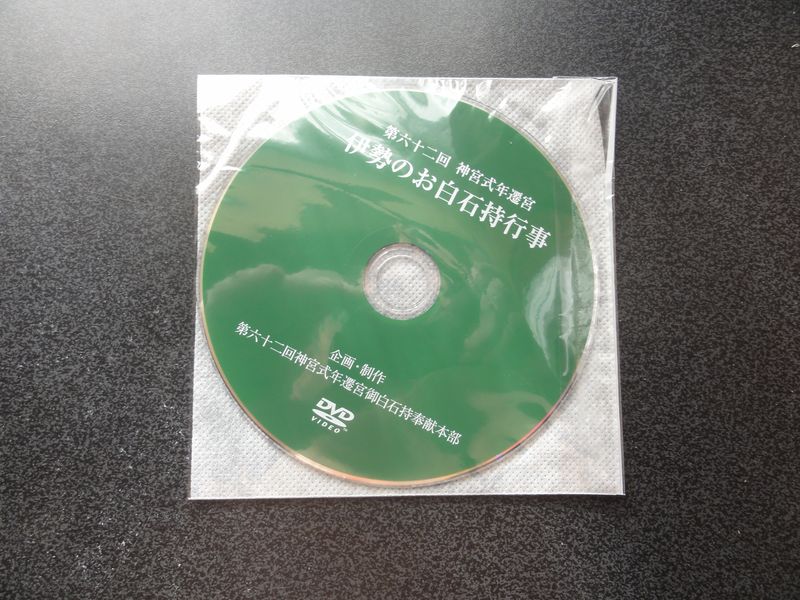 第六十二回 神宮式年遷宮
伊勢のお白石持行事
企画・制作
第六十二回神宮式年遷宮御白石持奉献本部
DVD
VIDEO™